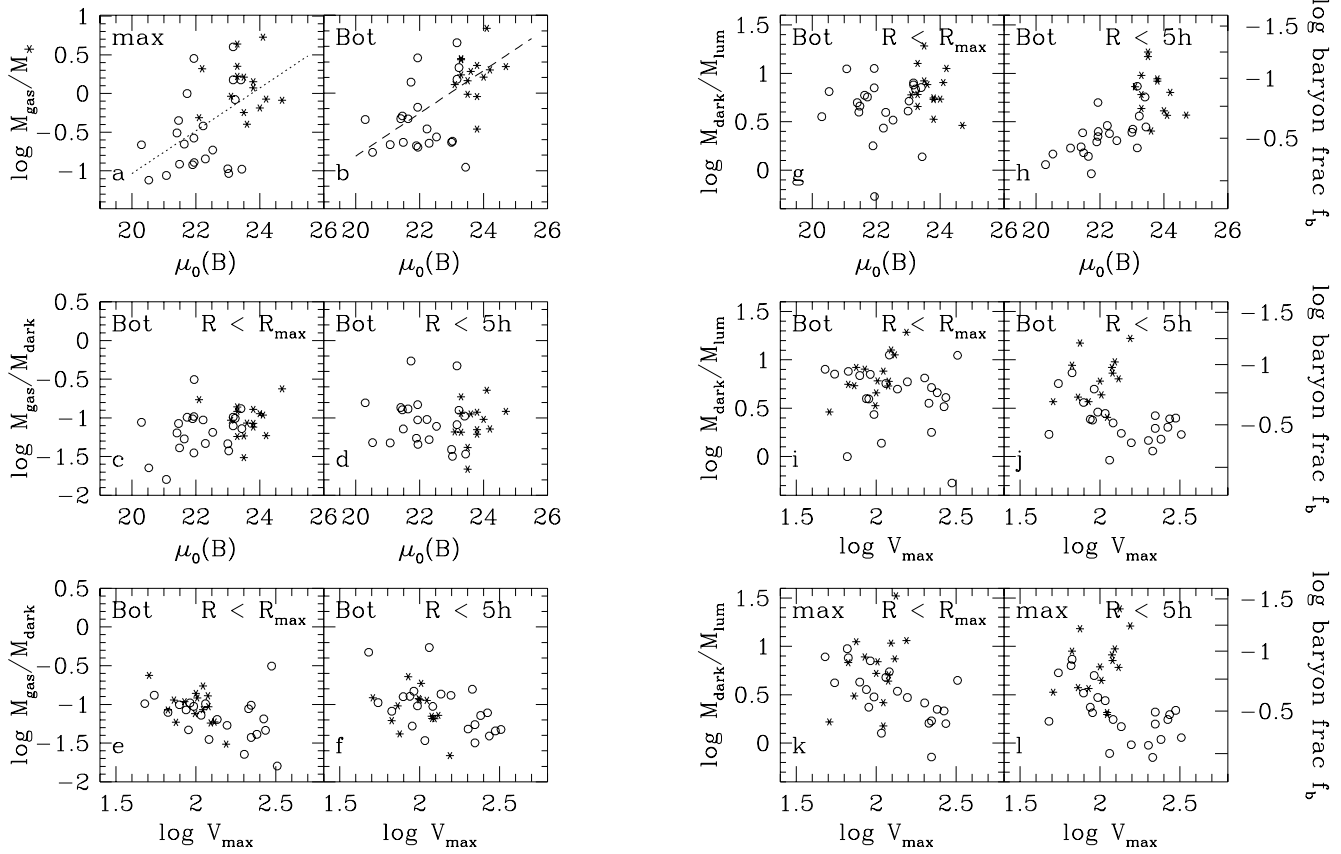 log M_gas/M_*
1
0.5
0
−0.5
−1
max
a
Bot
b
20 22 24 26 20 22 24 26
μ_0(B) μ_0(B)
log M_gas/M_dark
0.5
0
−0.5
−1
−1.5
−2
Bot R < R_max
c
Bot R < 5h
d
20 22 24 26 20 22 24 26
μ_0(B) μ_0(B)
log M_gas/M_dark
0.5
0
−0.5
−1
−1.5
−2
Bot R < R_max
e
Bot R < 5h
f
1.5 2 2.5 1.5 2 2.5
log V_max log V_max
log M_dark/M_lum
1.5
1
0.5
0
Bot R < R_max
g
Bot R < 5h
h
−1.5
−1
−0.5
log baryon frac f_b
20 22 24 26 20 22 24 26
μ_0(B) μ_0(B)
log M_dark/M_lum
1.5
1
0.5
0
Bot R < R_max
i
Bot R < 5h
j
−1.5
−1
−0.5
log baryon frac f_b
1.5 2 2.5 1.5 2 2.5
log V_max log V_max
log M_dark/M_lum
1.5
1
0.5
0
max R < R_max
k
max R < 5h
l
−1.5
−1
−0.5
log baryon frac f_b
1.5 2 2.5 1.5 2 2.5
log V_max log V_max